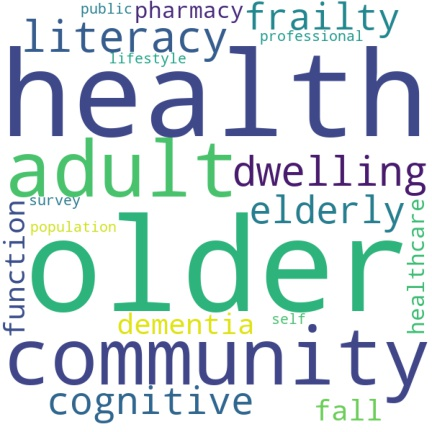 public pharmacy frailty
literacy professional
lifestyle
health
adult dwelling
survey elderly
population
function
older
healthcare
dementia self
community
cognitive fall